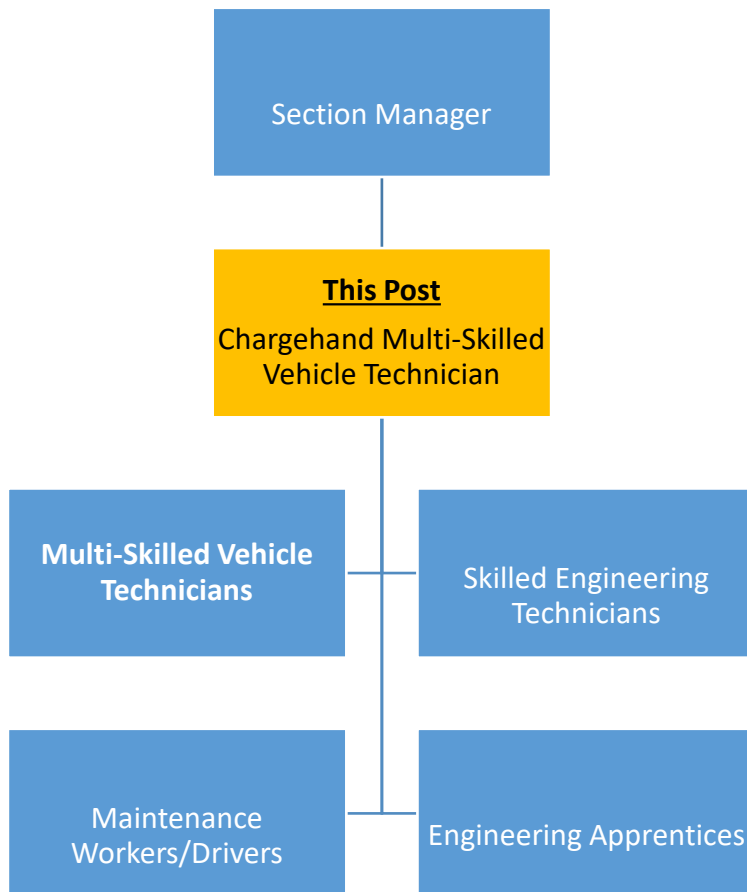 Section Manager
This Post
Chargehand Multi-Skilled
Vehicle Technician
Multi-Skilled Vehicle
Technicians
Skilled Engineering
Technicians
Maintenance
Workers/Drivers
Engineering Apprentices